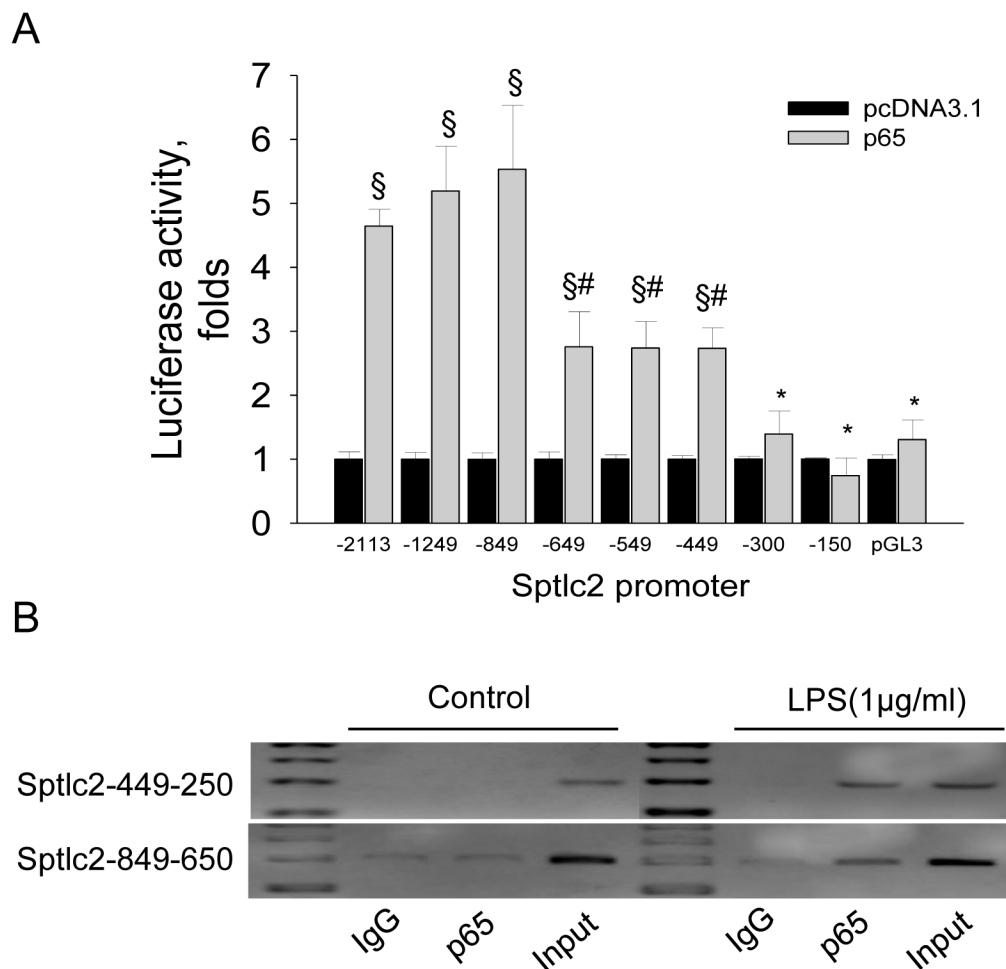 A
Luciferase activity,
folds
7
6
5
4
3
2
1
0
§
§
§
§#
§#
§#
*
*
*
pcDNA3.1
p65
-2113 -1249 -849 -649 -549 -449 -300 -150 pGL3
Sptlc2 promoter
B
Control LPS(1µg/ml)
Sptlc2-449-250
Sptlc2-849-650
IgG p65 Input IgG p65 Input